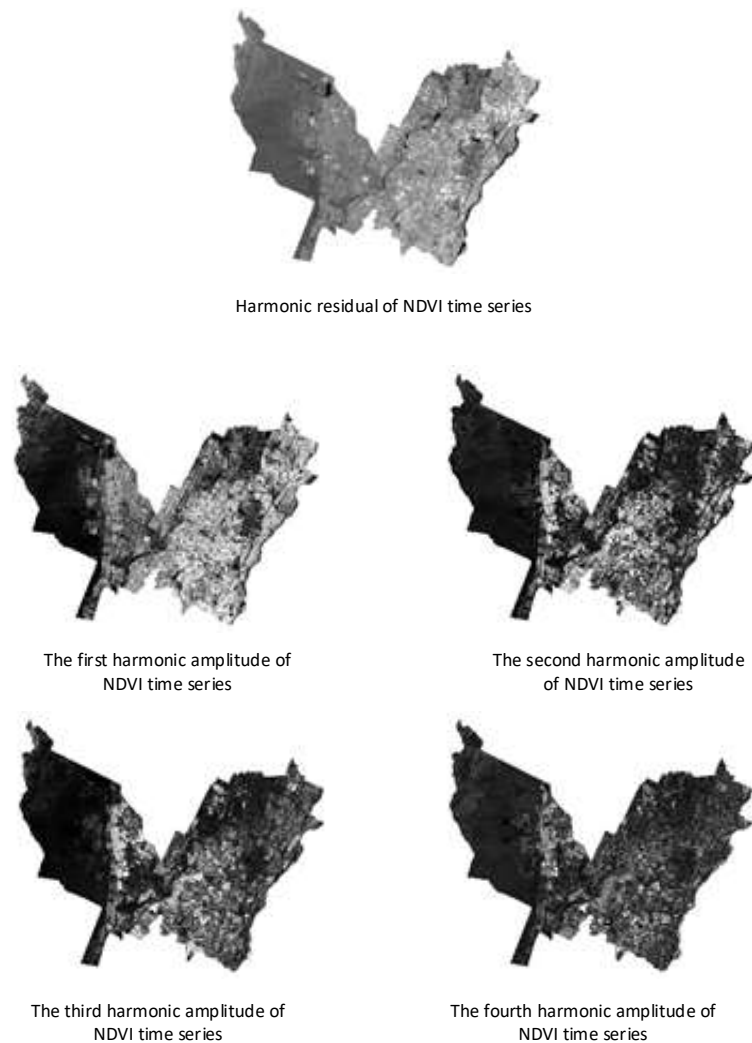 Harmonic residual of NDVI time series
The first harmonic amplitude of
NDVI time series
The second harmonic amplitude
of NDVI time series
The third harmonic amplitude of
NDVI time series
The fourth harmonic amplitude of
NDVI time series